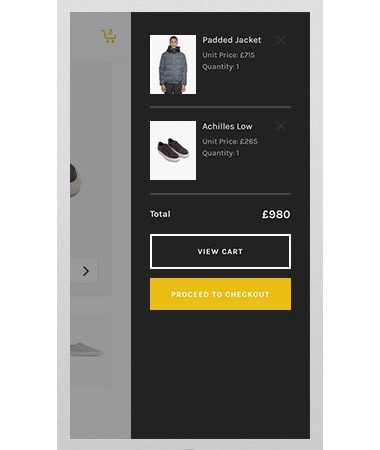 2
Padded Jacket
Unit Price: £715
Quantity: 1
Achilles Low
Unit Price: £265
Quantity: 1
Total £980
VIEW CART
PROCEED TO CHECKOUT